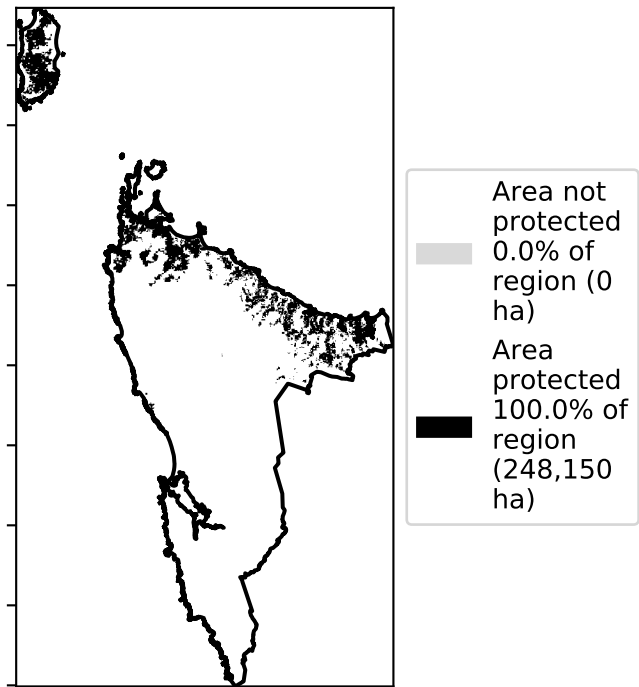 Area not
protected
0.0% of
region (0
ha)
Area
protected
100.0% of
region
(248,150
ha)